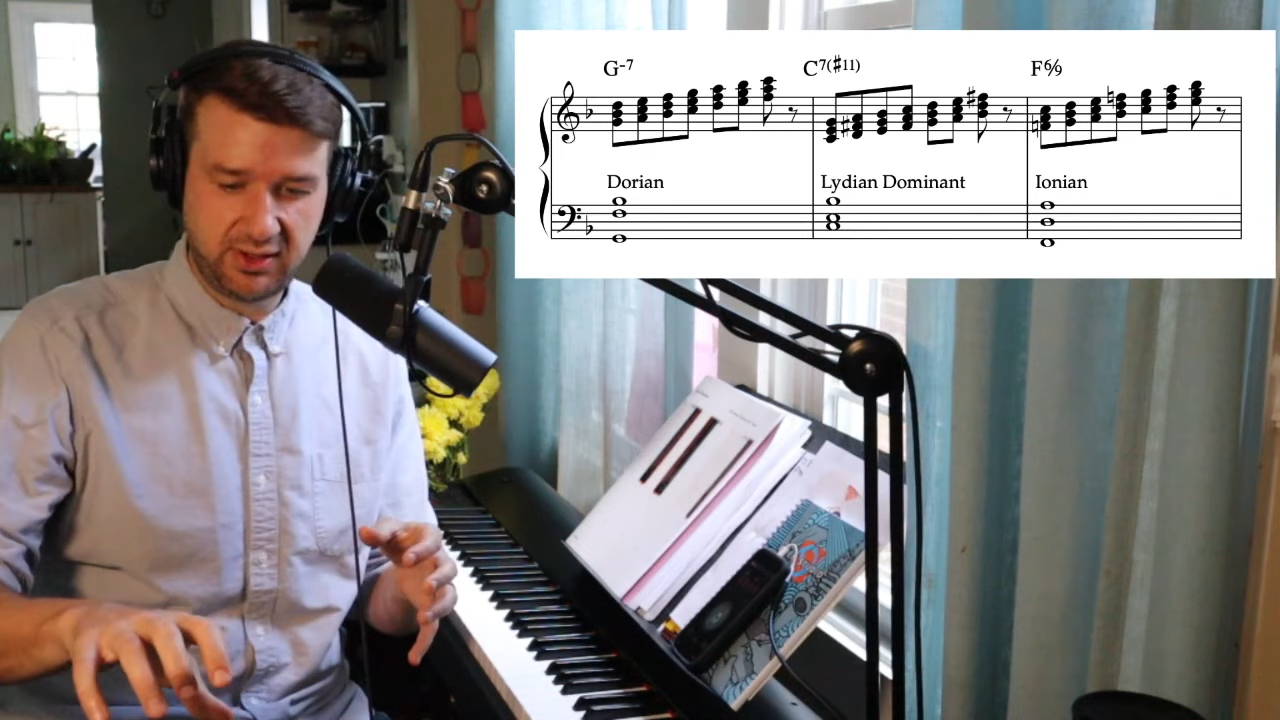 G-7 C7(♯11) F6/9
Dorian Lydian Dominant Ionian